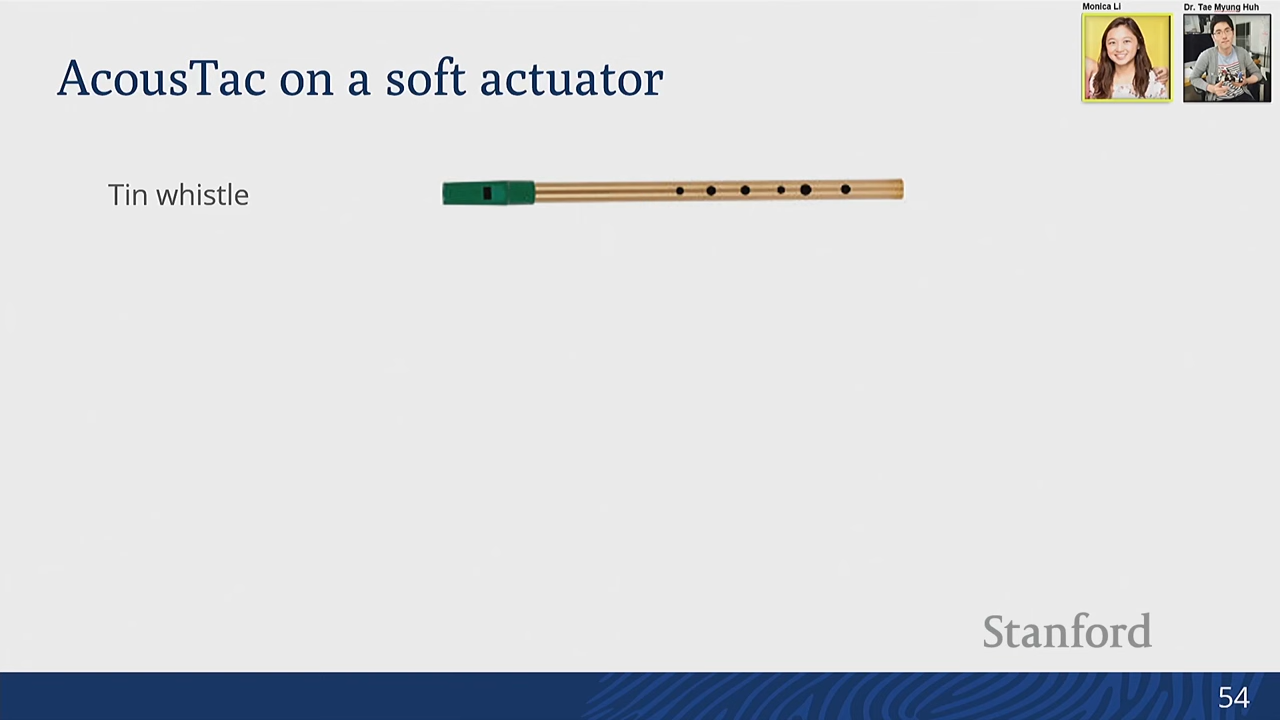 Monica Li
Dr. Tae Myung Huh
AcousTac on a soft actuator
Tin whistle
Stanford
54